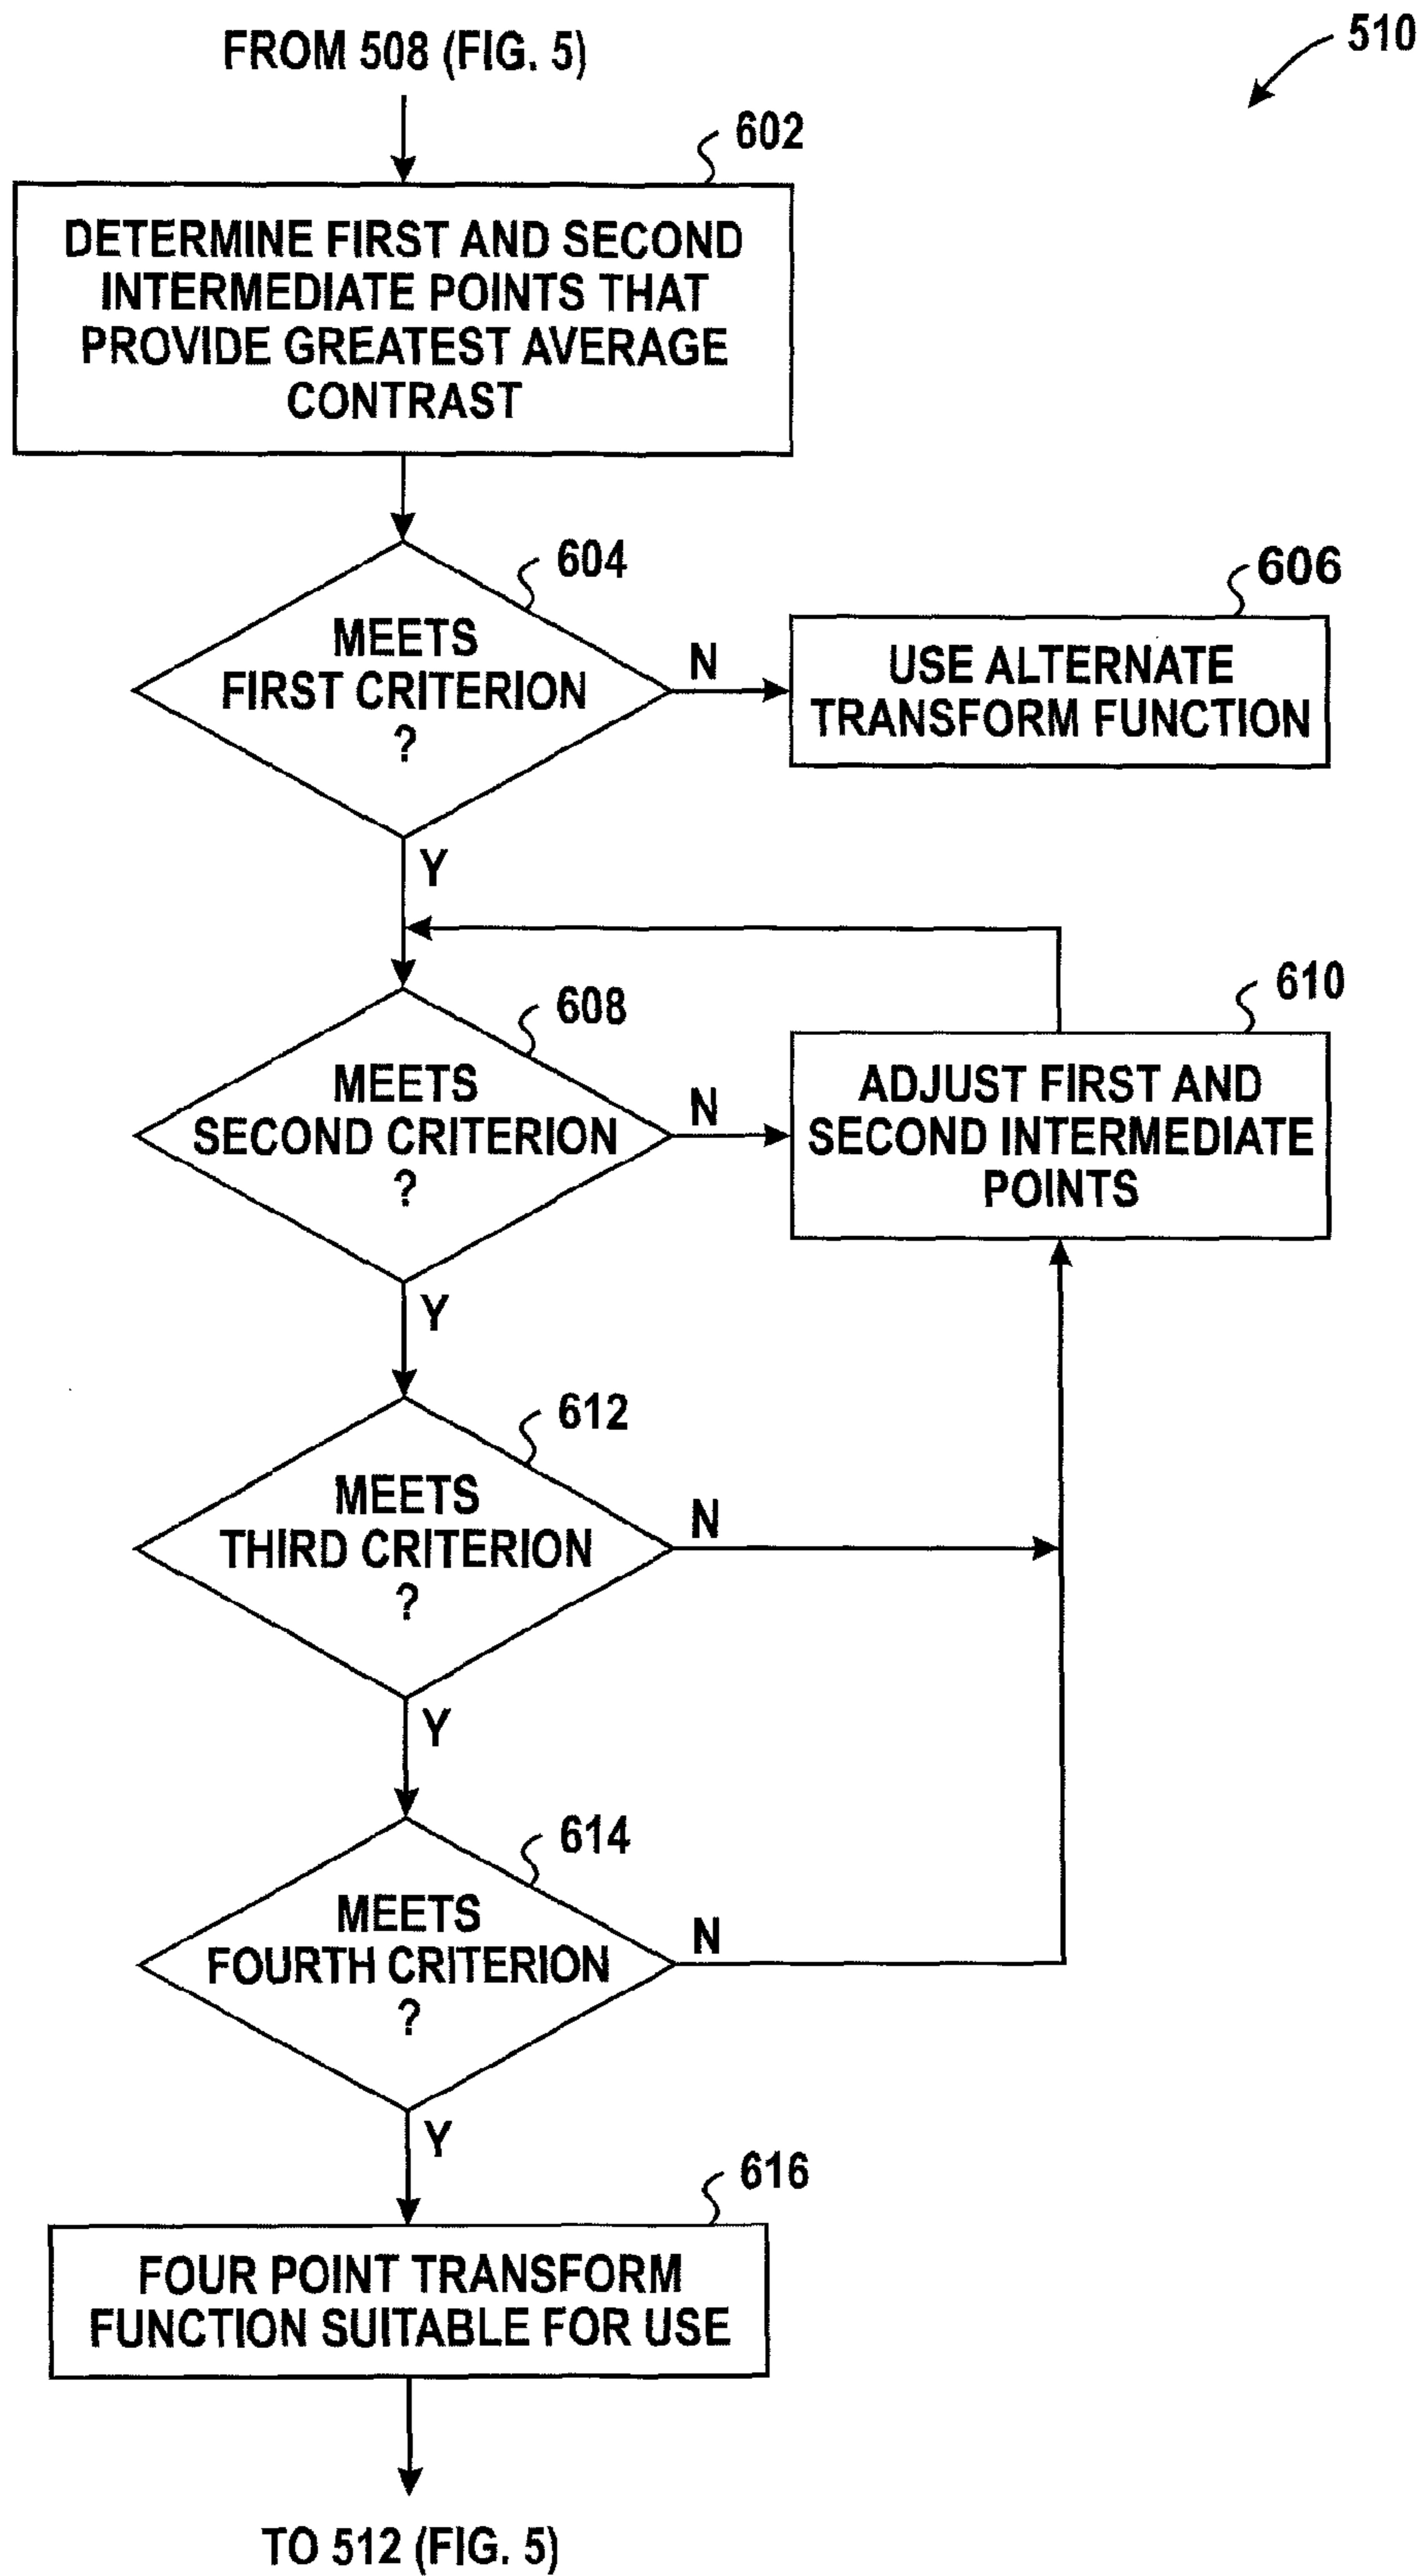 FROM 508 (FIG. 5)
510
602
DETERMINE FIRST AND SECOND
INTERMEDIATE POINTS THAT
PROVIDE GREATEST AVERAGE
CONTRAST
604
MEETS
FIRST CRITERION
?
N
606
USE ALTERNATE
TRANSFORM FUNCTION
Y
608
MEETS
SECOND CRITERION
?
N
610
ADJUST FIRST AND
SECOND INTERMEDIATE
POINTS
Y
612
MEETS
THIRD CRITERION
?
N
Y
614
MEETS
FOURTH CRITERION
?
N
Y
616
FOUR POINT TRANSFORM
FUNCTION SUITABLE FOR USE
TO 512 (FIG. 5)